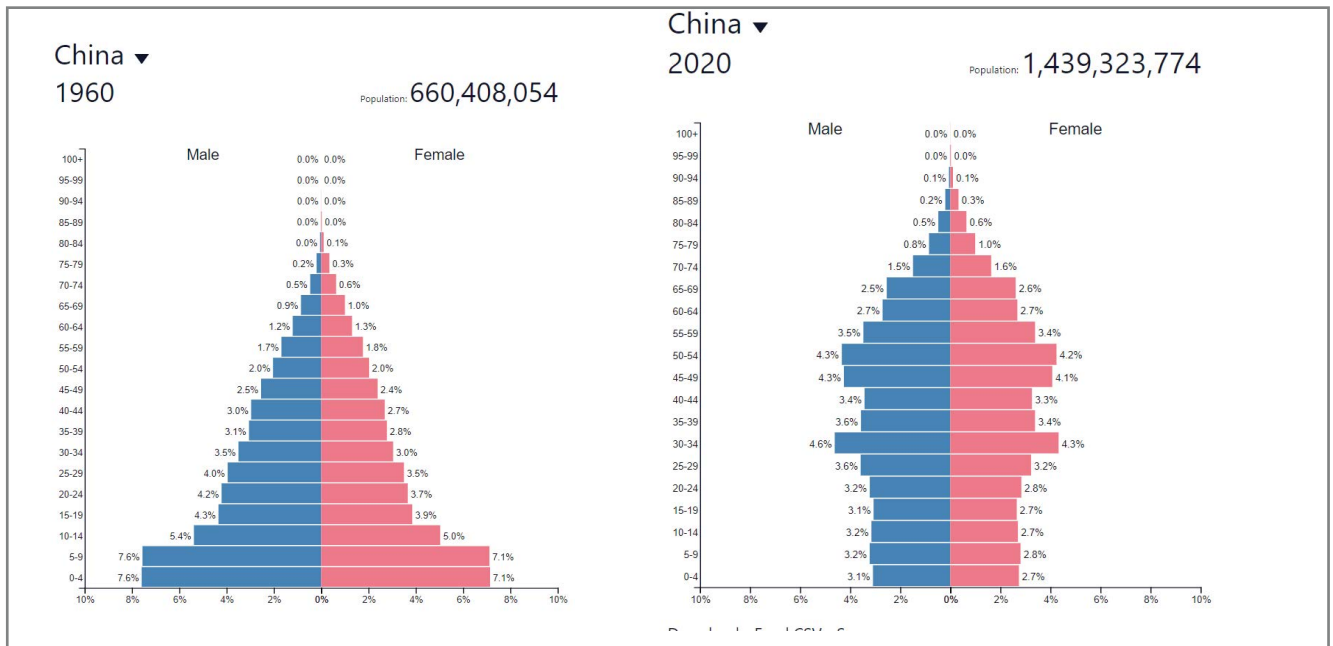 China
1960
Population: 660,408,054
Male Female
100+ 0.0% 0.0%
95-99 0.0% 0.0%
90-94 0.0% 0.0%
85-89 0.0% 0.0%
80-84 0.0% 0.1%
75-79 0.2% 0.3%
70-74 0.5% 0.6%
65-69 0.9% 1.0%
60-64 1.2% 1.3%
55-59 1.7% 1.8%
50-54 2.0% 2.0%
45-49 2.5% 2.4%
40-44 3.0% 2.7%
35-39 3.1% 2.8%
30-34 3.5% 3.0%
25-29 4.0% 3.5%
20-24 4.2% 3.7%
15-19 4.3% 3.9%
10-14 5.4% 5.0%
5-9 7.6% 7.1%
0-4 7.6% 7.1%
10% 8% 6% 4% 2% 0% 2% 4% 6% 8% 10%
China
2020
Population: 1,439,323,774
Male Female
100+ 0.0% 0.0%
95-99 0.0% 0.0%
90-94 0.1% 0.1%
85-89 0.2% 0.3%
80-84 0.5% 0.6%
75-79 0.8% 1.0%
70-74 1.5% 1.6%
65-69 2.5% 2.6%
60-64 2.7% 2.7%
55-59 3.5% 3.4%
50-54 4.3% 4.2%
45-49 4.3% 4.1%
40-44 3.4% 3.3%
35-39 3.6% 3.4%
30-34 4.6% 4.3%
25-29 3.6% 3.2%
20-24 3.2% 2.8%
15-19 3.1% 2.7%
10-14 3.2% 2.7%
5-9 3.2% 2.8%
0-4 3.1% 2.7%
10% 8% 6% 4% 2% 0% 2% 4% 6% 8% 10%